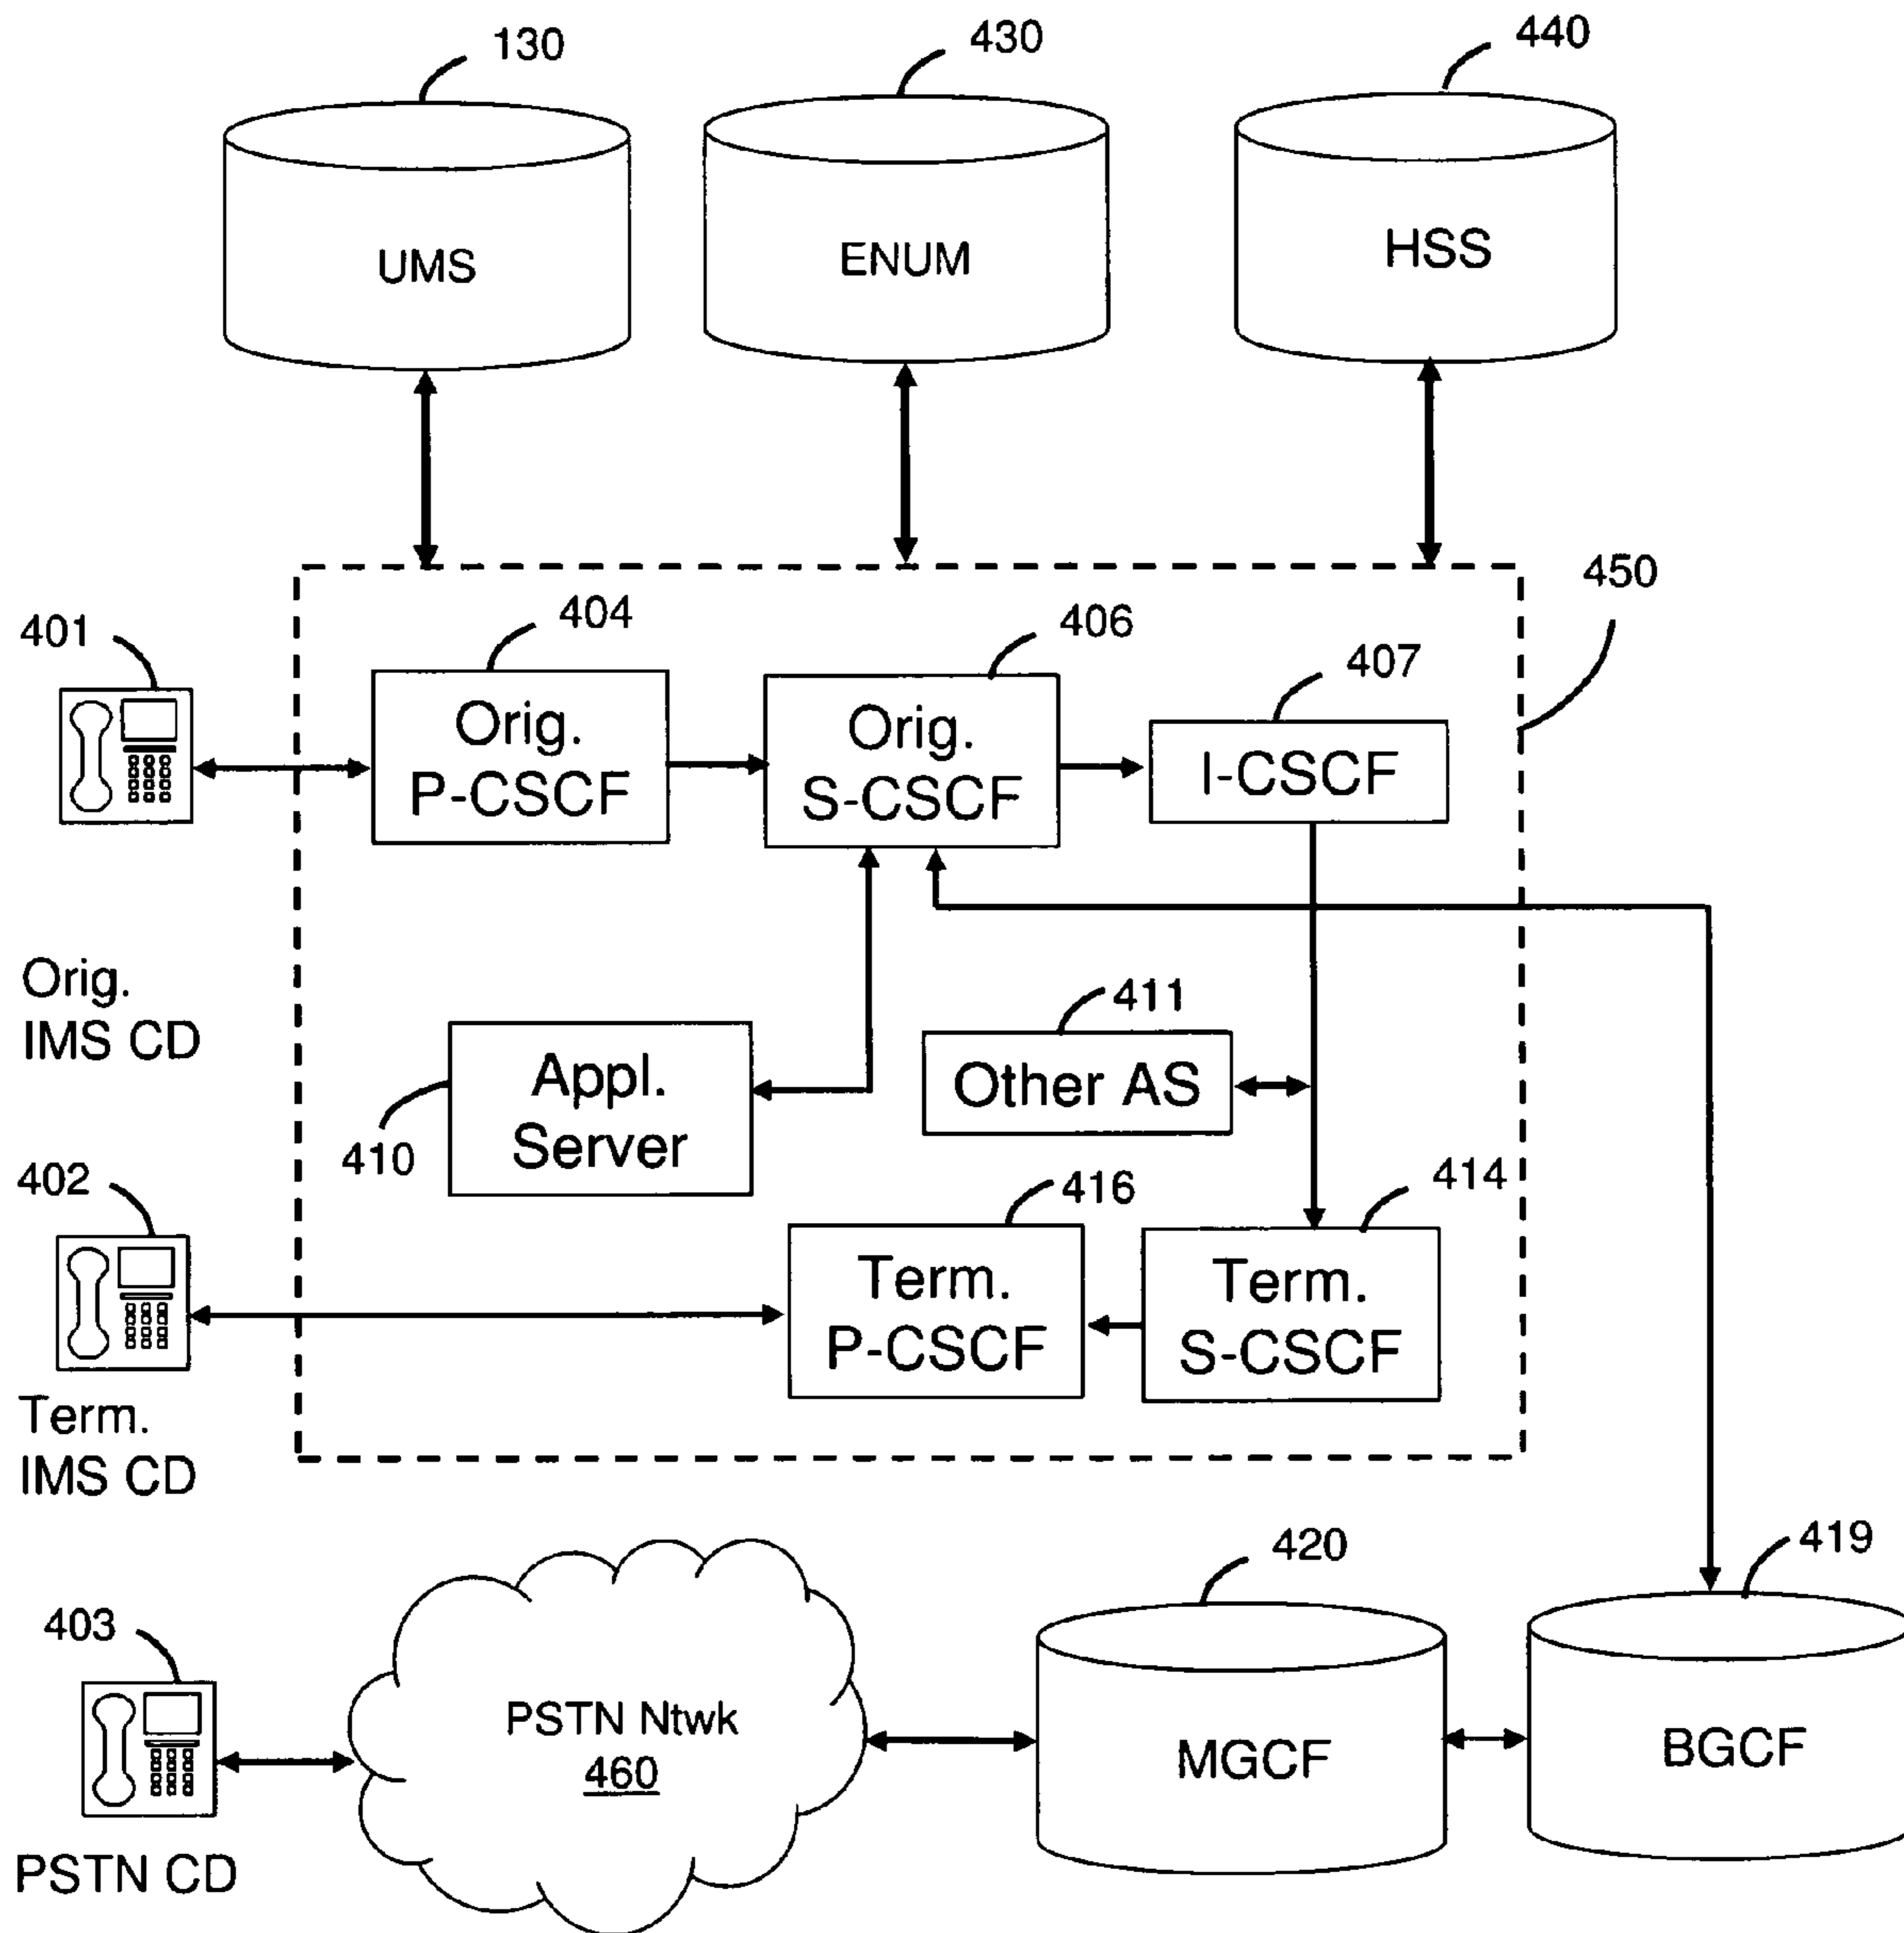 130
430
440
UMS
ENUM
HSS
450
401
404
406
407
Orig.
P-CSCF
Orig.
S-CSCF
I-CSCF
Orig.
IMS CD
411
Other AS
Appl.
Server
410
402
416
414
Term.
P-CSCF
Term.
S-CSCF
Term.
IMS CD
420
419
403
PSTN Ntwk
460
MGCF
BGCF
PSTN CD